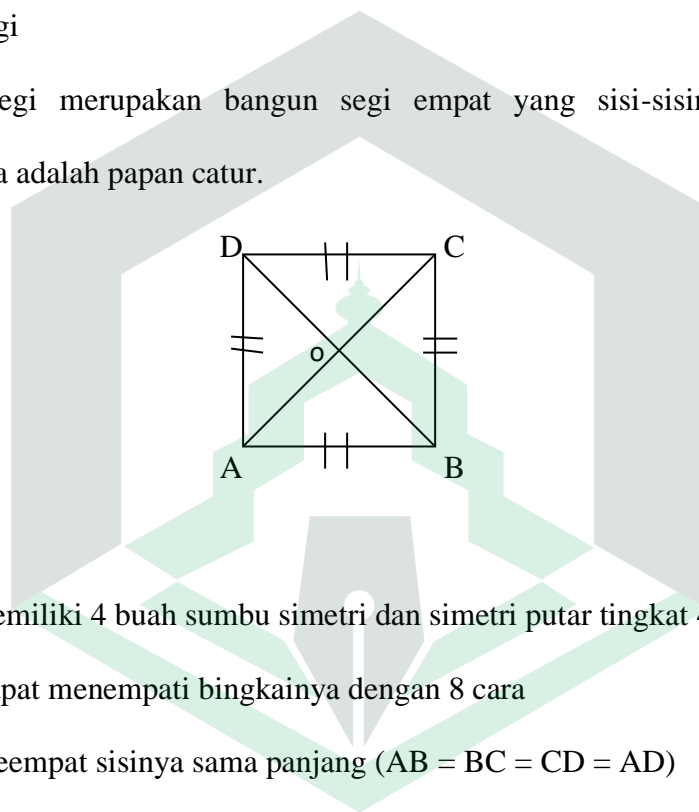 gi
egi merupakan bangun segi empat yang sisi-sisin
a adalah papan catur.
D C
o
A B
emiliki 4 buah sumbu simetri dan simetri putar tingkat 4
pat menempati bingkainya dengan 8 cara
eempat sisinya sama panjang (AB = BC = CD = AD)